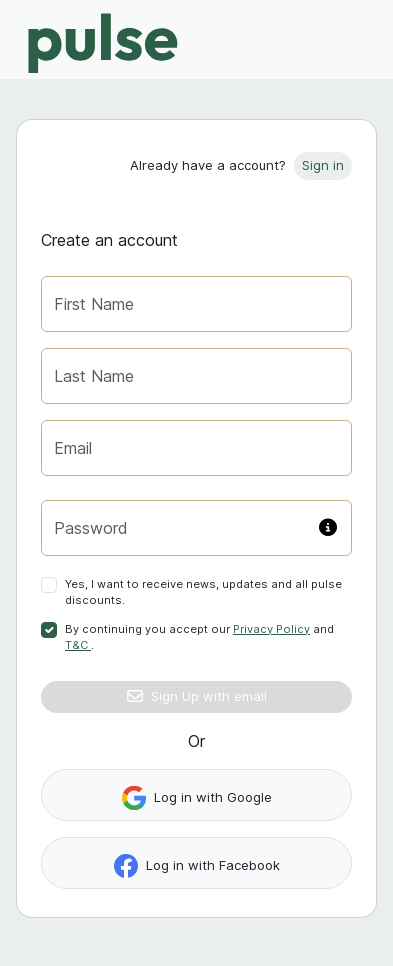 pulse
Already have a account? Sign in
Create an account
First Name
Last Name
Email
Password
Yes, I want to receive news, updates and all pulse
discounts.
By continuing you accept our Privacy Policy and
T&C .
Sign Up with email
Or
Log in with Google
Log in with Facebook